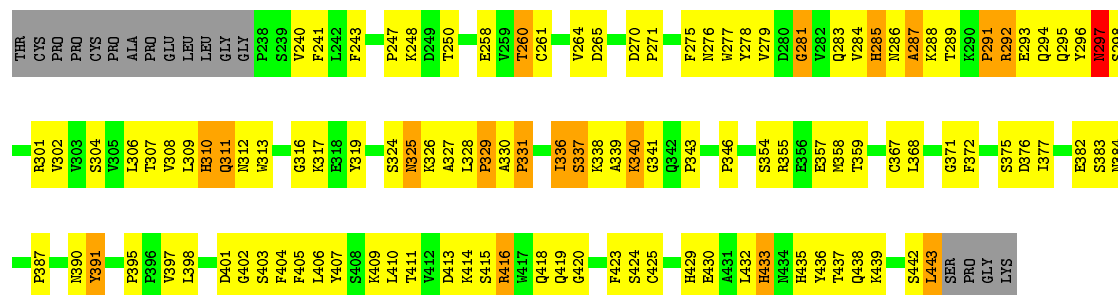 THR CYS PRO PRO CYS PRO ALA PRO GLU LEU LEU GLY GLY P238 S239 V240 F241 L242 F243 P247 K248 D249 T250 E258 V259 T260 C261 V264 D265 D270 P271 F275 N276 W277 Y278 V279 D280 G281 V282 Q283 V284 H285 N286 A287 K288 T289 K290 P291 R292 E293 Q294 Q295 Y296 N297 S298
R301 V302 V303 S304 V305 L306 T307 V308 L309 H310 Q311 N312 W313 G316 K317 E318 Y319 S324 N325 K326 A327 L328 P329 A330 P331 I336 S337 K338 A339 K340 G341 Q342 P343 P346 S354 R355 E356 E357 M358 T359 C367 L368 G371 F372 S375 D376 I377 E382 S383 N384
P387 N390 Y391 P395 P396 V397 L398 D401 G402 S403 F404 F405 L406 Y407 S408 K409 L410 T411 V412 D413 K414 S415 R416 W417 Q418 Q419 G420 F423 S424 C425 H429 E430 A431 L432 H433 N434 H435 Y436 T437 Q438 K439 S442 L443 SER PRO GLY LYS